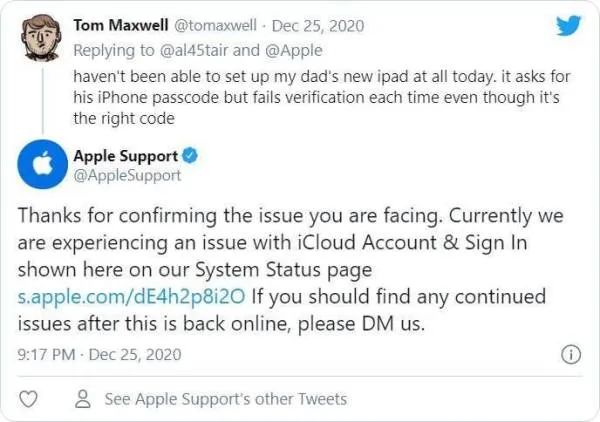 Tom Maxwell @tomaxwell · Dec 25, 2020
Replying to @al45tair and @Apple
haven't been able to set up my dad's new ipad at all today. it asks for
his iPhone passcode but fails verification each time even though it's
the right code
Apple Support
@AppleSupport
Thanks for confirming the issue you are facing. Currently we
are experiencing an issue with iCloud Account & Sign In
shown here on our System Status page
s.apple.com/dE4h2p8i2O If you should find any continued
issues after this is back online, please DM us.
9:17 PM · Dec 25, 2020
See Apple Support's other Tweets